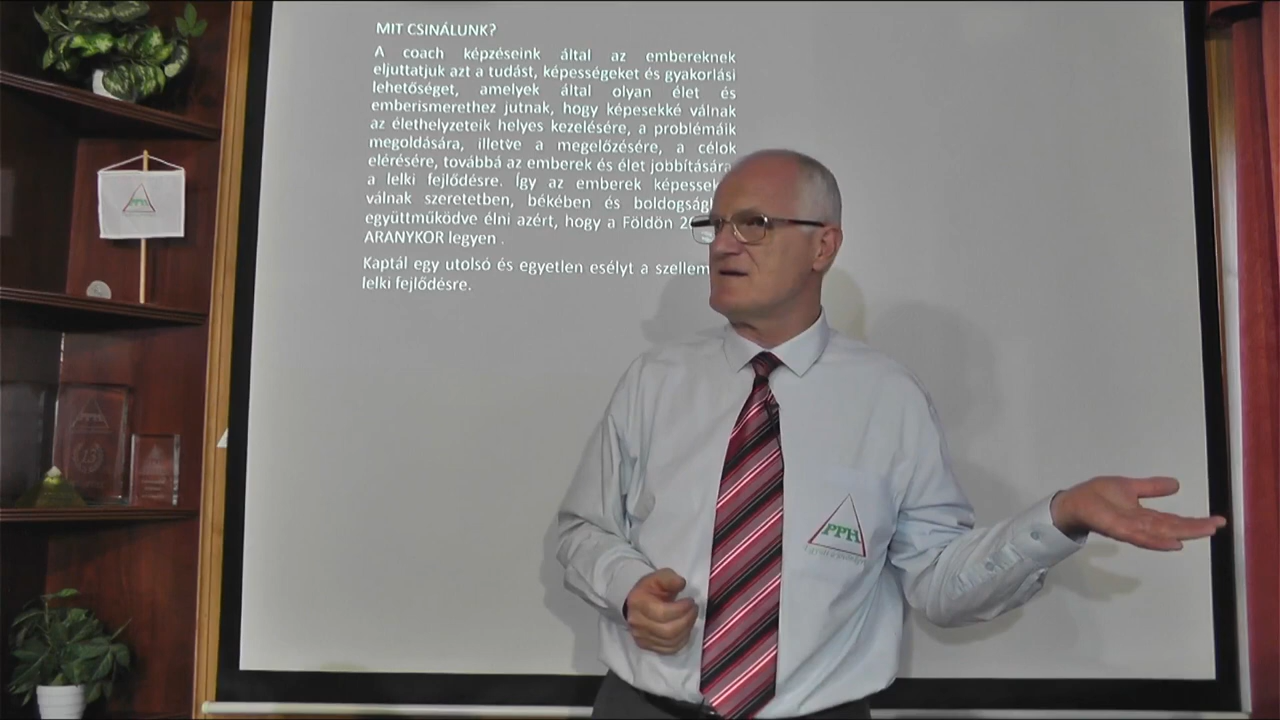 MIT CSINÁLUNK?
A coach képzéseink által az embereknek
eljuttatjuk azt a tudást, képességeket és gyakorlási
lehetőséget, amelyek által olyan élet és
emberismerethez jutnak, hogy képesekké válnak
az élethelyzeteik helyes kezelésére, a problémáik
megoldására, illetve a megelőzésére, a célok
elérésére, továbbá az emberek és élet jobbítására,
a lelki fejlődésre. Így az emberek képessek
válnak szeretetben, békében és
együttműködve élni azért, hogy a Földön
ARANYKOR legyen .
Kaptál egy utolsó és egyetlen esélyt a
lelki fejlődésre.
PPH
PPH
15